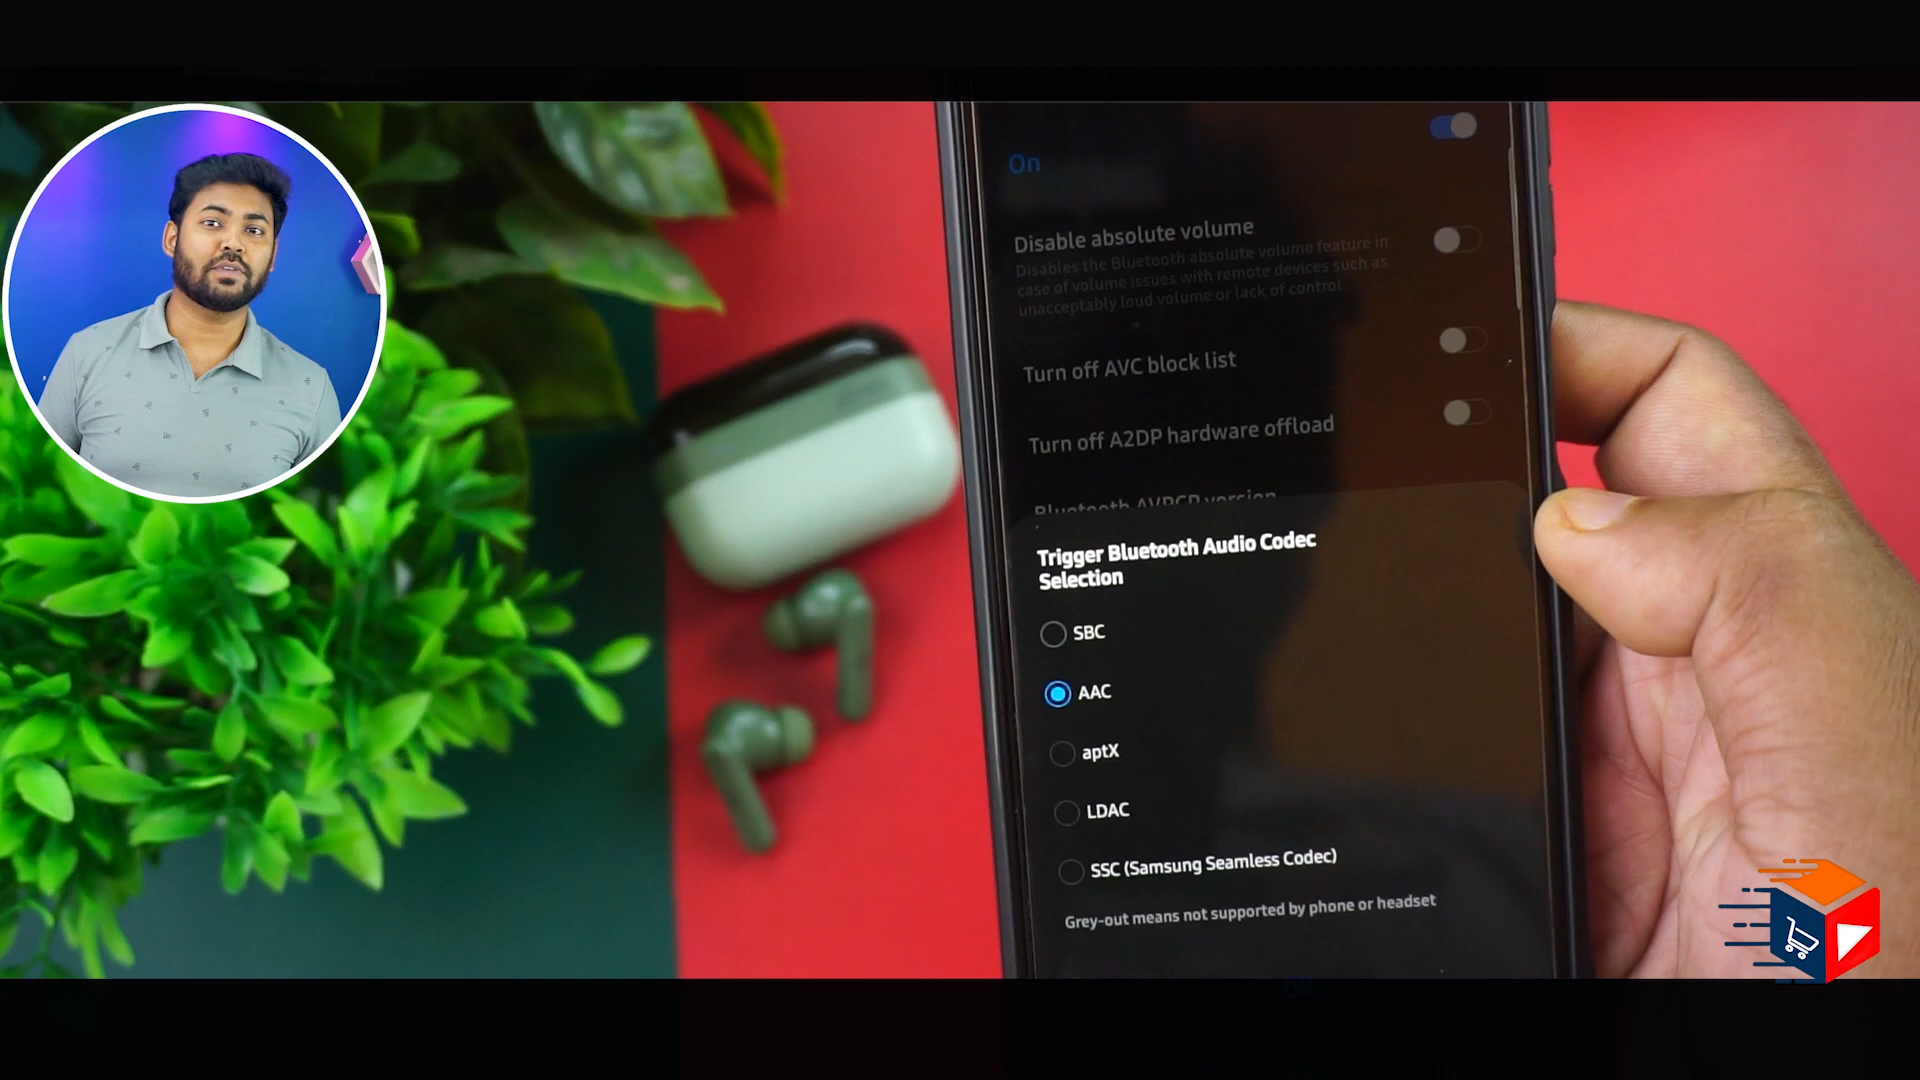 On
Disable absolute volume
Disables the Bluetooth absolute volume feature in
case of volume issues with remote devices such as
unacceptably loud volume or lack of control.
Turn off AVC block list
Turn off A2DP hardware offload
Bluetooth AVRCP version
Trigger Bluetooth Audio Codec
Selection
SBC
AAC
aptX
LDAC
SSC (Samsung Seamless Codec)
Grey-out means not supported by phone or headset